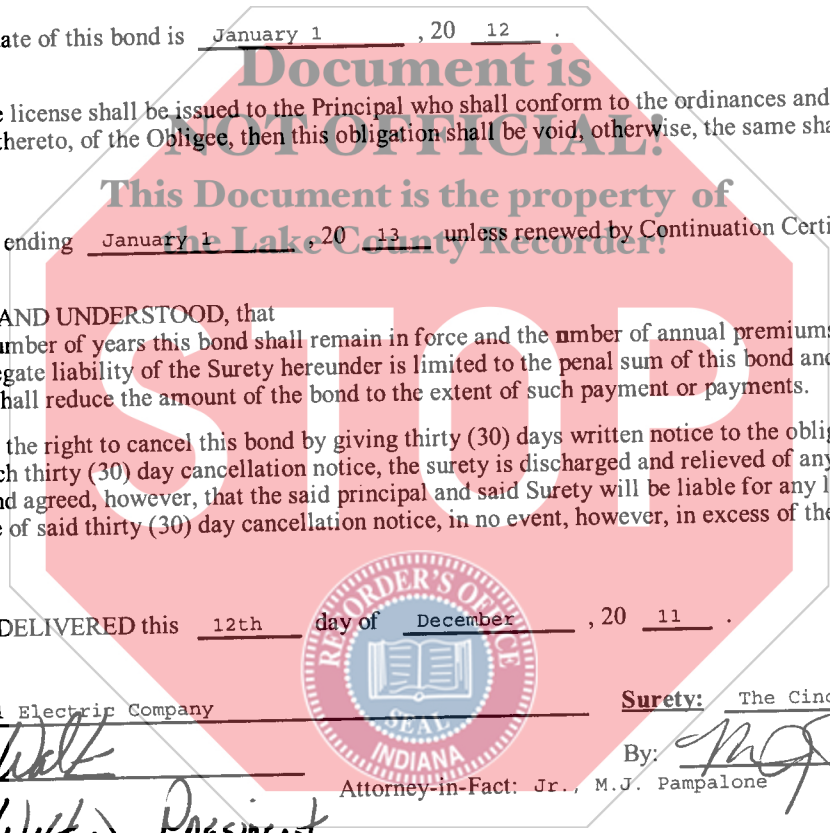 ate of this bond is January 1 , 20 12 .
Document is
license shall be issued to the Principal who shall conform to the ordinances and
thereto, of the Obligee, then this obligation shall be void, otherwise, the same sha
NOT OFFICIAL!
This Document is the property of
ending January 1 , 20 13 unless renewed by Continuation Certi
the Lake County Recorder!
AND UNDERSTOOD, that
umber of years this bond shall remain in force and the nmber of annual premiums
egate liability of the Surety hereunder is limited to the penal sum of this bond and
hall reduce the amount of the bond to the extent of such payment or payments.
STOP
the right to cancel this bond by giving thirty (30) days written notice to the oblig
ch thirty (30) day cancellation notice, the surety is discharged and relieved of any
nd agreed, however, that the said principal and said Surety will be liable for any l
e of said thirty (30) day cancellation notice, in no event, however, in excess of the
DELIVERED this 12th day of December , 20 11 .
RECORDER'S OFFICE
SEAL
INDIANA
Electric Company
Surety: The Cinc
By:
Attorney-in-Fact: Jr., M.J. Pampalone
President